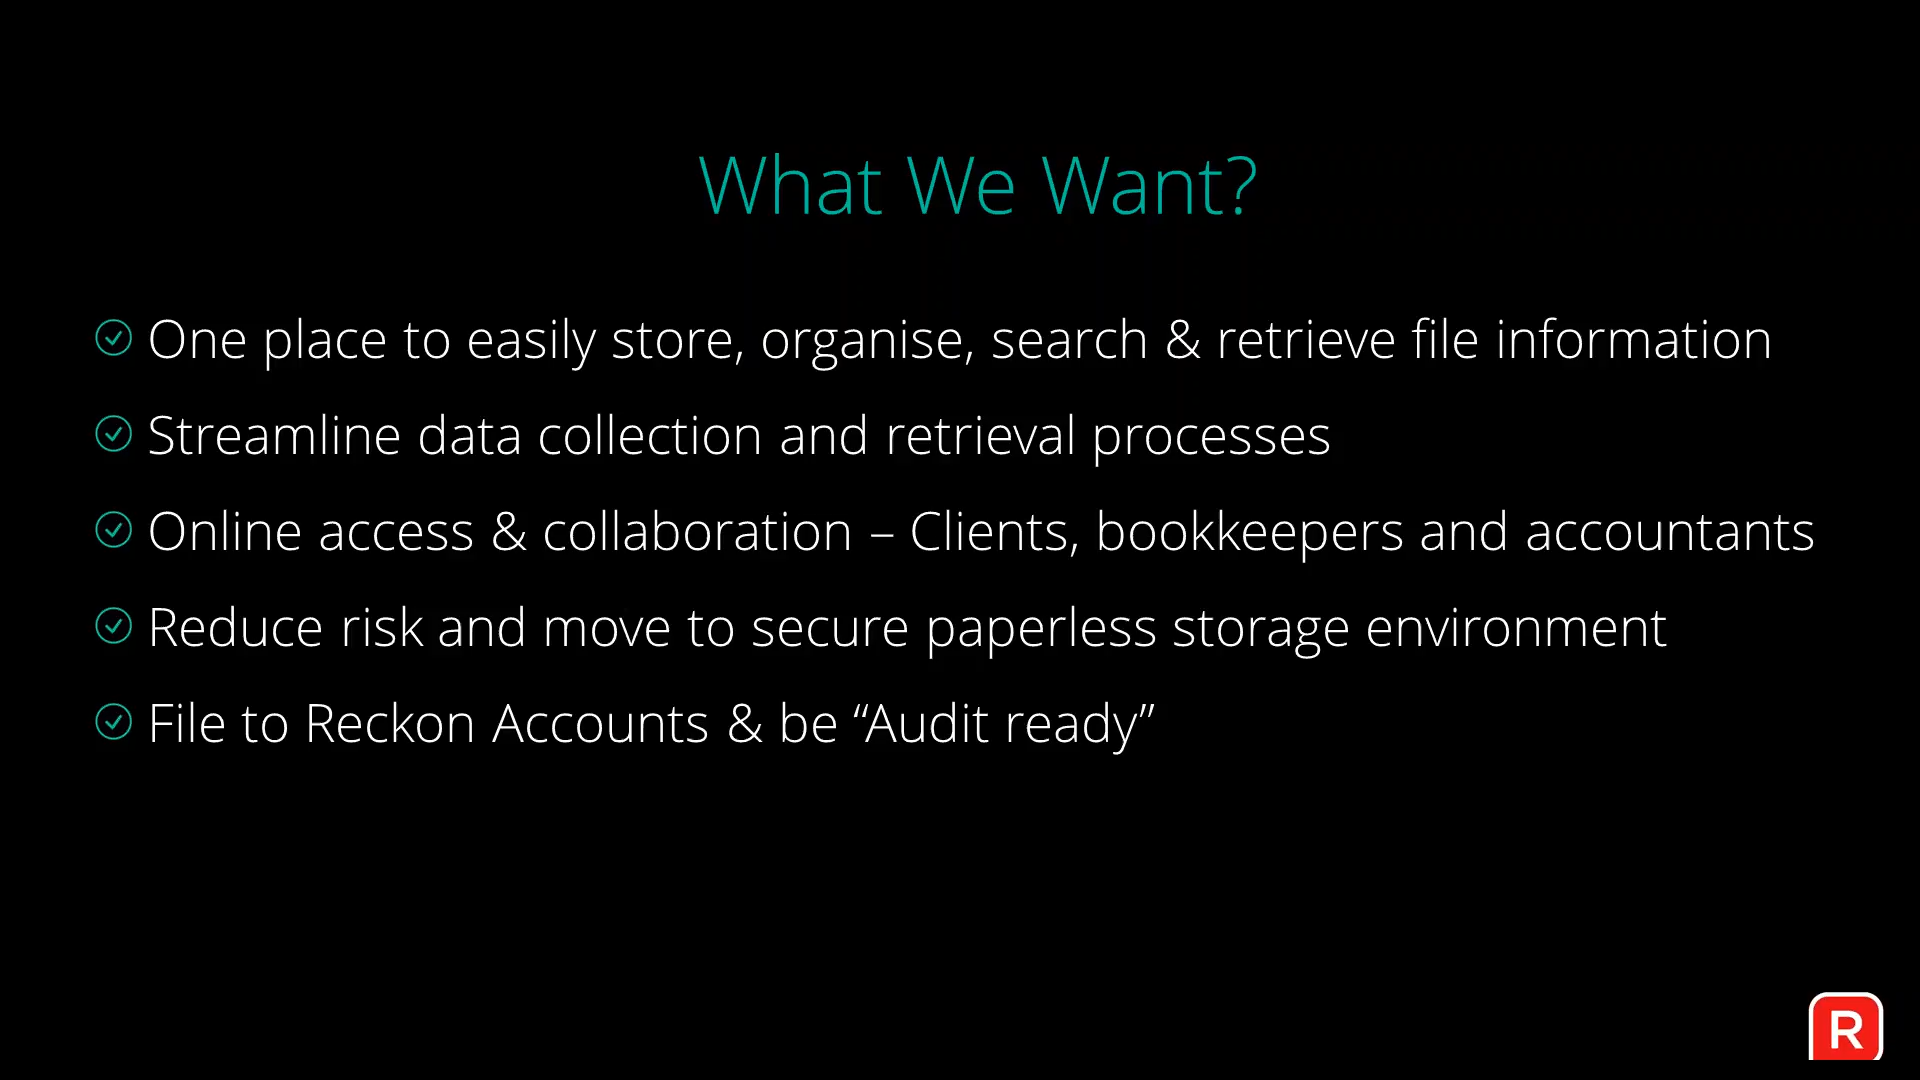 What We Want?
One place to easily store, organise, search & retrieve file information
Streamline data collection and retrieval processes
Online access & collaboration – Clients, bookkeepers and accountants
Reduce risk and move to secure paperless storage environment
File to Reckon Accounts & be “Audit ready”
R